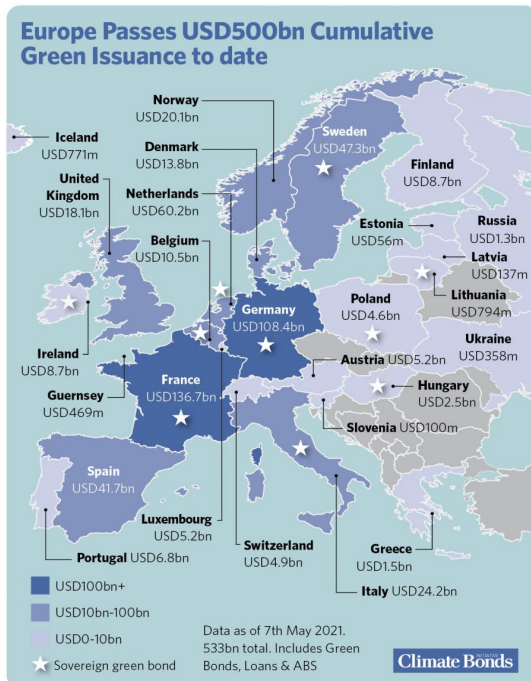 Europe Passes USD500bn Cumulative
Green Issuance to date
Norway
USD20.1bn
Iceland
USD771m
Denmark
USD13.8bn
Sweden
USD47.3bn
Finland
USD8.7bn
United
Kingdom
USD18.1bn
Netherlands
USD60.2bn
Estonia
USD56m
Russia
USD1.3bn
Belgium
USD10.5bn
Latvia
USD137m
Lithuania
USD794m
Germany
USD108.4bn
Poland
USD4.6bn
Ukraine
USD358m
Ireland
USD8.7bn
Austria USD5.2bn
Guernsey
USD469m
France
USD136.7bn
Hungary
USD2.5bn
Slovenia USD100m
Spain
USD41.7bn
Luxembourg
USD5.2bn
Switzerland
USD4.9bn
Greece
USD1.5bn
Portugal USD6.8bn
Italy USD24.2bn
USD100bn+
USD10bn-100bn
USD0-10bn
Sovereign green bond
Data as of 7th May 2021.
533bn total. Includes Green
Bonds, Loans & ABS
Climate Bonds
INITIATIVE